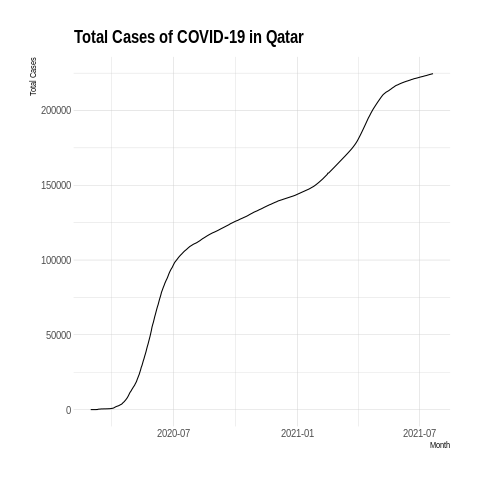 Total Cases of COVID-19 in Qatar
Total Cases
200000
150000
100000
50000
0
2020-07 2021-01 2021-07
Month